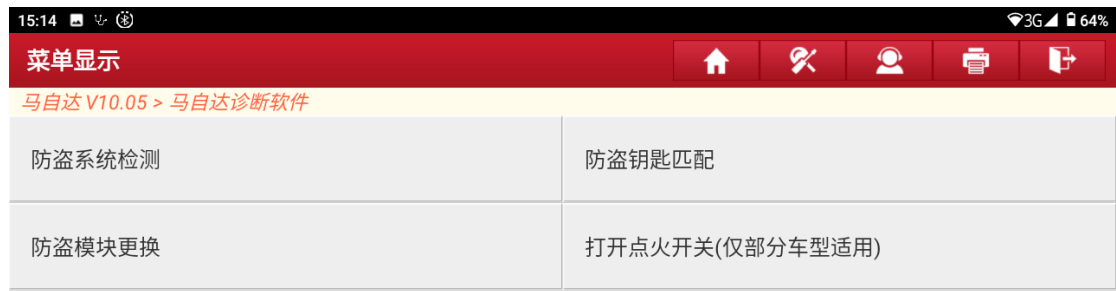 15:14 3G 64%
菜单显示
马自达 V10.05 > 马自达诊断软件
防盗系统检测 防盗钥匙匹配
防盗模块更换 打开点火开关(仅部分车型适用)